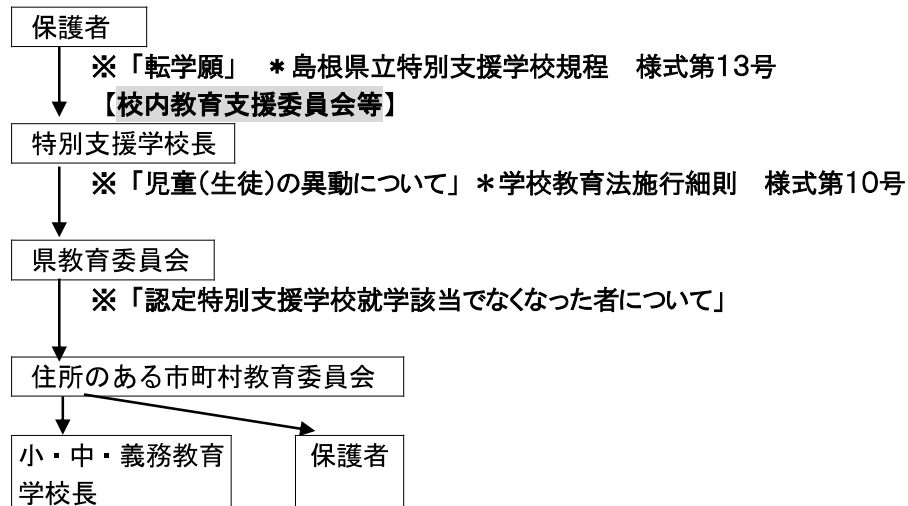 保護者
※「転学願」 ＊島根県立特別支援学校規程 様式第13号
【校内教育支援委員会等】
特別支援学校長
※「児童（生徒）の異動について」＊学校教育法施行細則 様式第10号
県教育委員会
※「認定特別支援学校就学該当でなくなった者について」
住所のある市町村教育委員会
小・中・義務教育
学校長
保護者